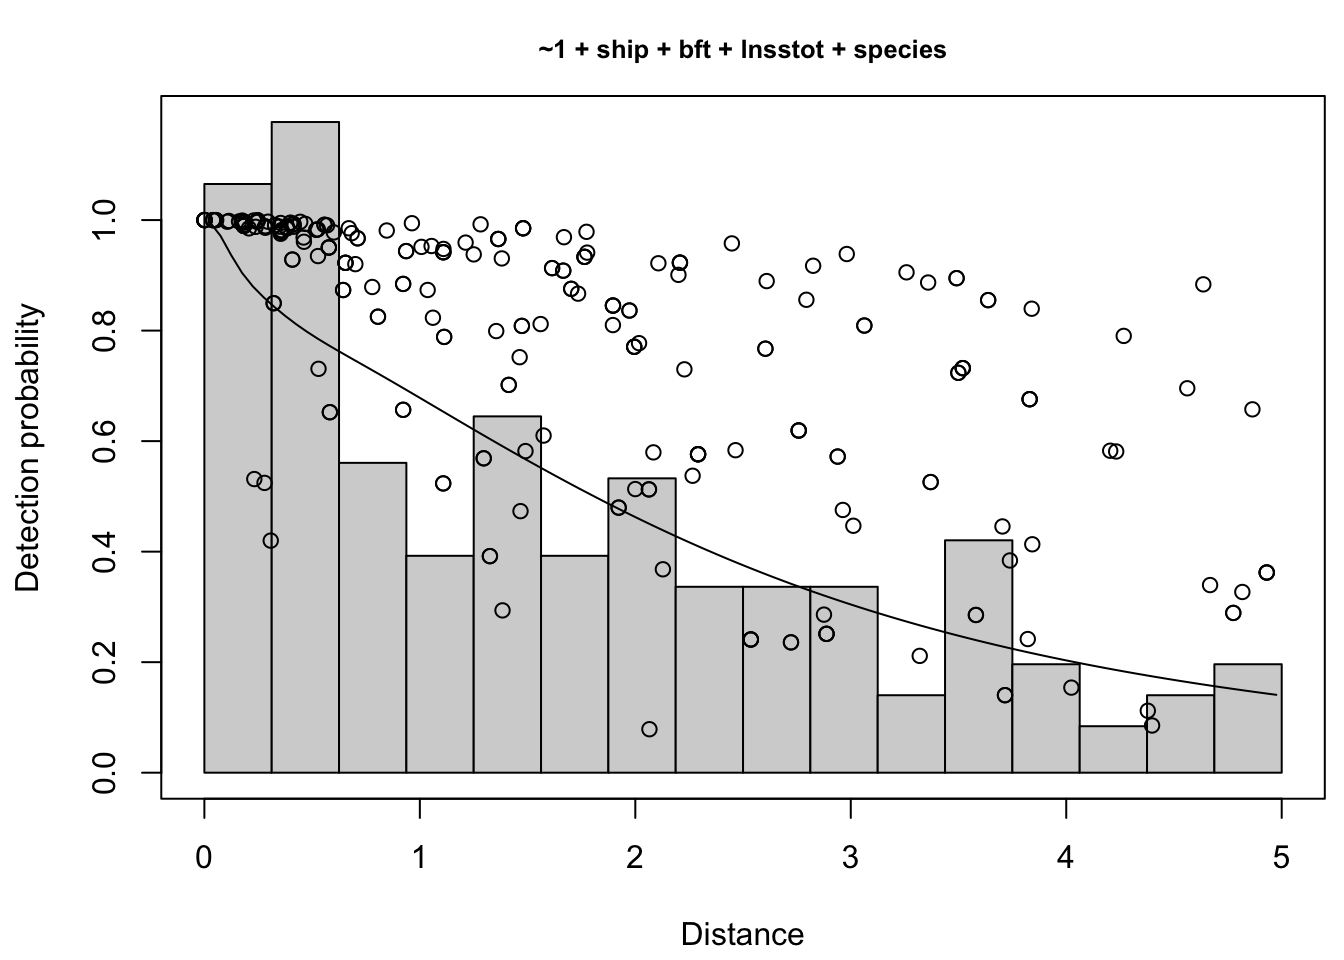 ~1 + ship + bft + lnsstot + species
Detection probability
1.0
0.8
0.6
0.4
0.2
0.0
0 1 2 3 4 5
Distance